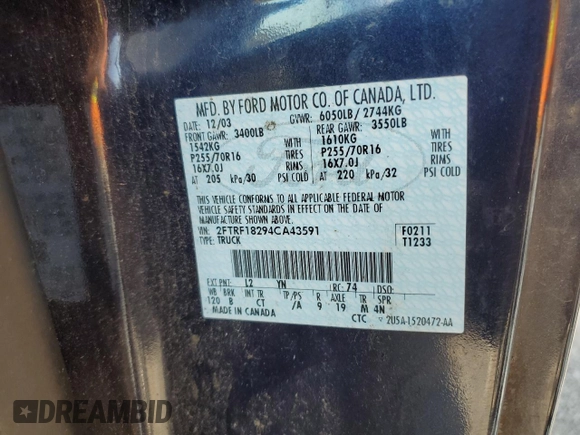 MFD. BY FORD MOTOR CO. OF CANADA, LTD.
DATE: 12/03 GVWR: 6050LB/ 2744KG
FRONT GAWR: 3400LB REAR GAWR: 3550LB
1542KG 1610KG
P255/70R16 TIRES P255/70R16 TIRES
16X7.0J RIMS 16X7.0J RIMS
AT 205 kPa/30 PSI COLD AT 220 kPa/32 PSI COLD
THIS VEHICLE CONFORMS TO ALL APPLICABLE FEDERAL MOTOR
VEHICLE SAFETY STANDARDS IN EFFECT ON THE DATE OF
MANUFACTURE SHOWN ABOVE.
VIN: 2FTRF18294CA43591 F0211
TYPE: TRUCK T1233
EXT PNT: L2 YN RC: 74 DSO:
WB BRK INT TR TP/PS R AXLE TR SPR
120 B CT /A 9 19 M 4N
MADE IN CANADA CTC 2U5A-1520472-AA
Ford
DREAMBID